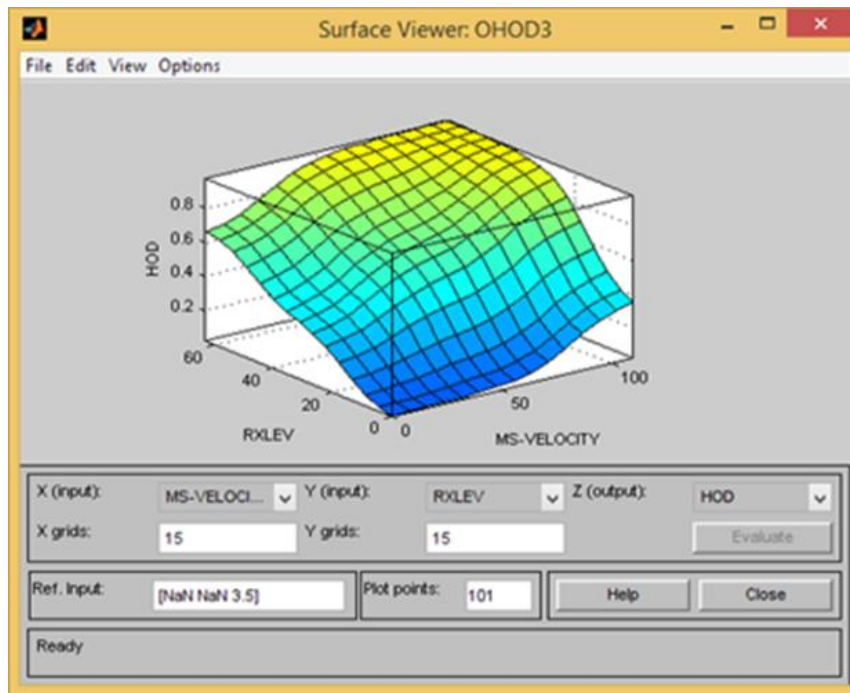 Surface Viewer: OHOD3
File Edit View Options
0.8
0.6
0.4
0.2
HOD
60
40
20
0
RXLEV
0
50
100
MS-VELOCITY
X (input): MS-VELOCI... Y (input): RXLEV Z (output): HOD
X grids: 15 Y grids: 15 Evaluate
Ref. Input: [NaN NaN 3.5] Plot points: 101 Help Close
Ready